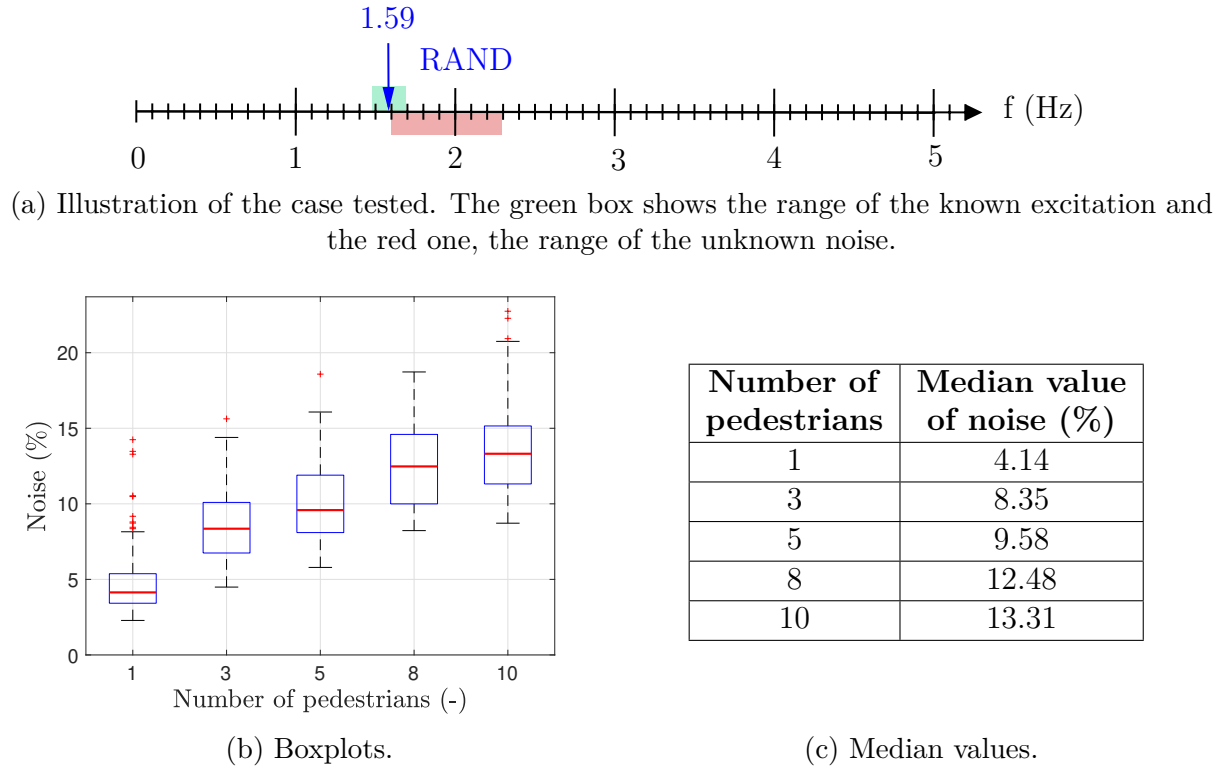 1.59
RAND
f (Hz)
0 1 2 3 4 5
(a) Illustration of the case tested. The green box shows the range of the known excitation and
the red one, the range of the unknown noise.
Noise (%)
20
15
10
5
0
1 3 5 8 10
Number of pedestrians (-)
(b) Boxplots.
Number of pedestrians Median value of noise (%)
1 4.14
3 8.35
5 9.58
8 12.48
10 13.31
(c) Median values.